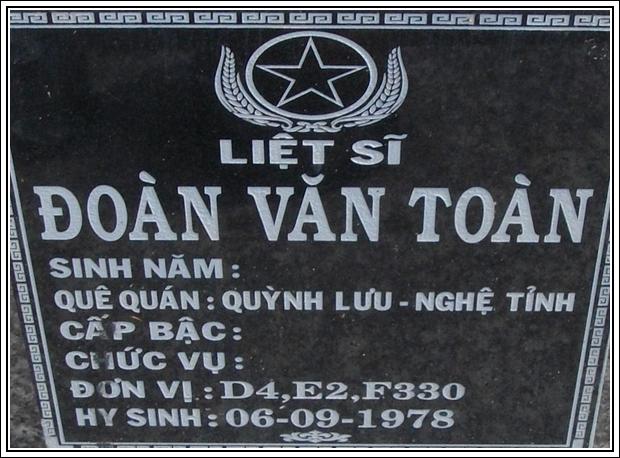 LIỆT SĨ
ĐOÀN VĂN TOÀN
SINH NĂM :
QUÊ QUÁN : QUỲNH LƯU - NGHỆ TỈNH
CẤP BẬC :
CHỨC VỤ :
ĐƠN VỊ : D4,E2,F330
HY SINH : 06-09-1978